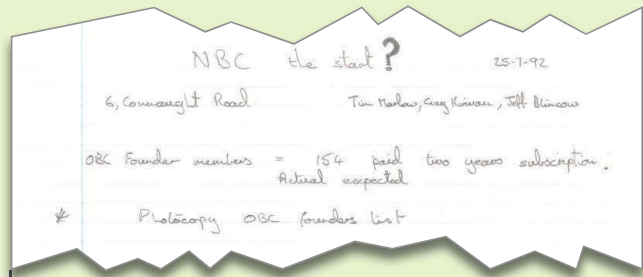 NBC the start? 25-7-92
6, Connaught Road Tim Marlow, Guy Kirwan, Jeff Blincow
OBC Founder members = 154 paid two years subscription.
Actual expected
* Photocopy OBC founders list